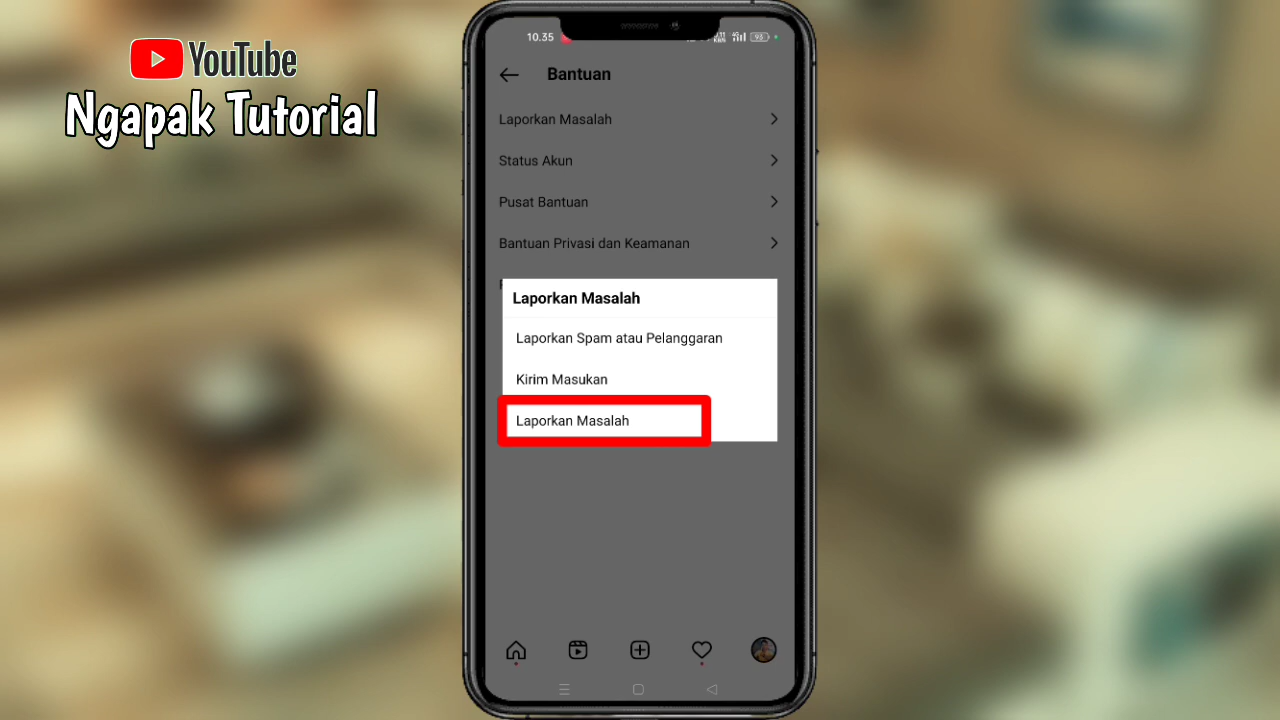 YouTube
Ngapak Tutorial
10.35
93
Bantuan
Laporkan Masalah
Status Akun
Pusat Bantuan
Bantuan Privasi dan Keamanan
Laporkan Masalah
Laporkan Spam atau Pelanggaran
Kirim Masukan
Laporkan Masalah